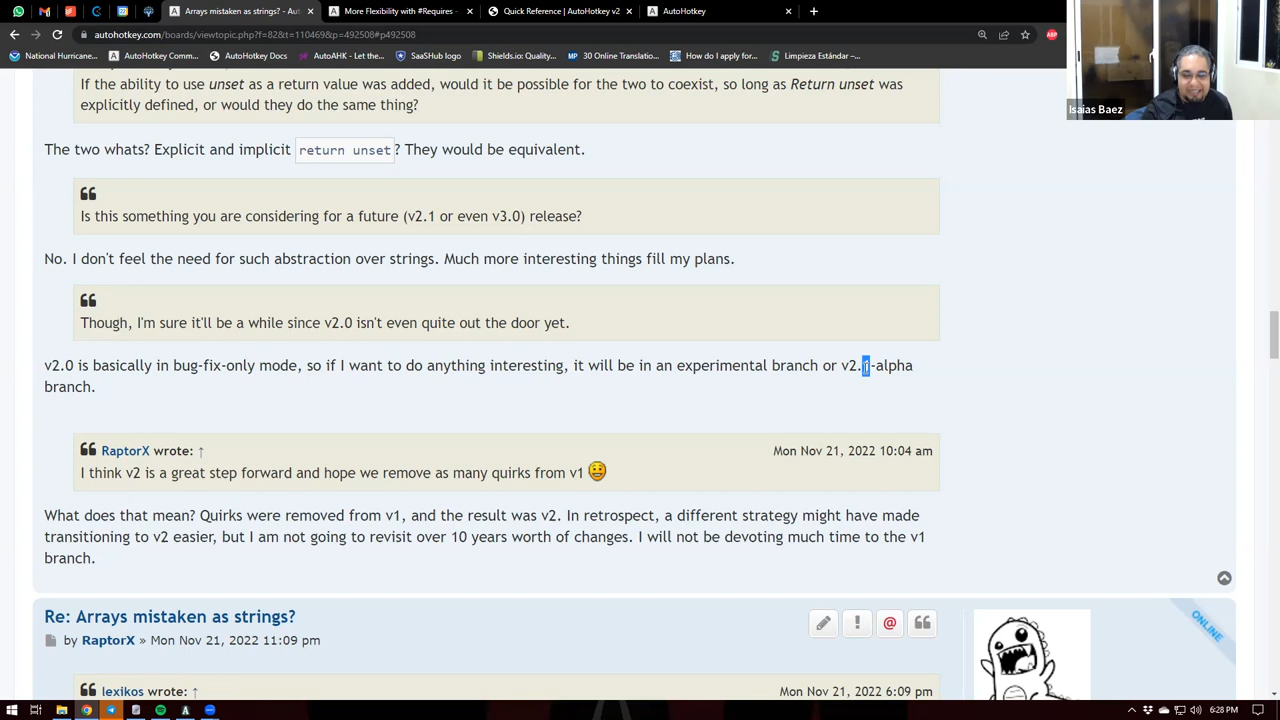 Arrays mistaken as strings? - Aut
More Flexibility with #Requires -
Quick Reference | AutoHotkey v2
AutoHotkey
autohotkey.com/boards/viewtopic.php?f=82&t=110469#p492508
National Hurricane...
AutoHotkey Comm...
AutoHotkey Docs
AutoAHK - Let the...
SaaSHub logo
Shields.io: Quality...
30 Online Translatio...
How do I apply for...
Limpieza Estándar –...
If the ability to use unset as a return value was added, would it be possible for the two to coexist, so long as Return unset was
explicitly defined, or would they do the same thing?
Isaias Baez
The two whats? Explicit and implicit return unset? They would be equivalent.
Is this something you are considering for a future (v2.1 or even v3.0) release?
No. I don't feel the need for such abstraction over strings. Much more interesting things fill my plans.
Though, I'm sure it'll be a while since v2.0 isn't even quite out the door yet.
v2.0 is basically in bug-fix-only mode, so if I want to do anything interesting, it will be in an experimental branch or v2.1-alpha
branch.
RaptorX wrote: ↑
Mon Nov 21, 2022 10:04 am
I think v2 is a great step forward and hope we remove as many quirks from v1
What does that mean? Quirks were removed from v1, and the result was v2. In retrospect, a different strategy might have made
transitioning to v2 easier, but I am not going to revisit over 10 years worth of changes. I will not be devoting much time to the v1
branch.
Re: Arrays mistaken as strings?
by RaptorX » Mon Nov 21, 2022 11:09 pm
ONLINE
lexikos wrote: ↑
Mon Nov 21, 2022 6:09 pm
6:28 PM